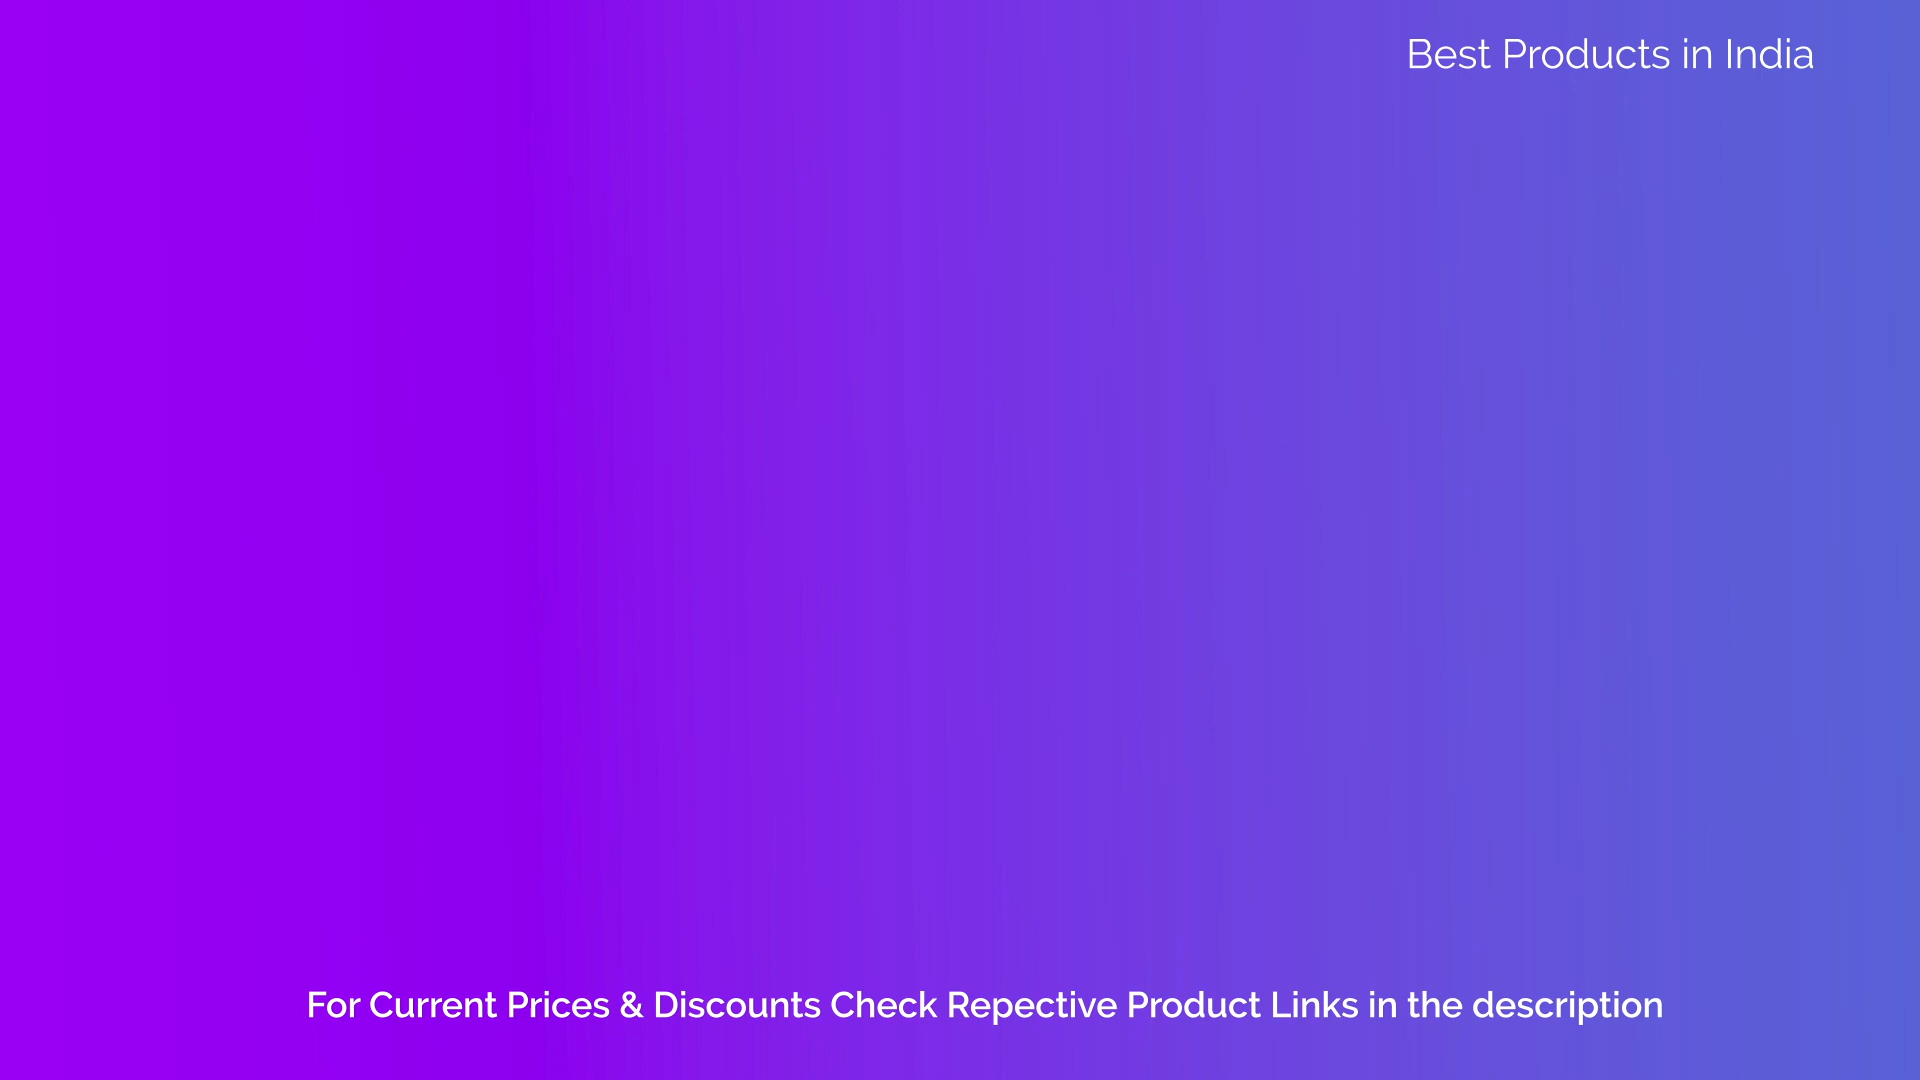 Best Products in India
For Current Prices & Discounts Check Repective Product Links in the description